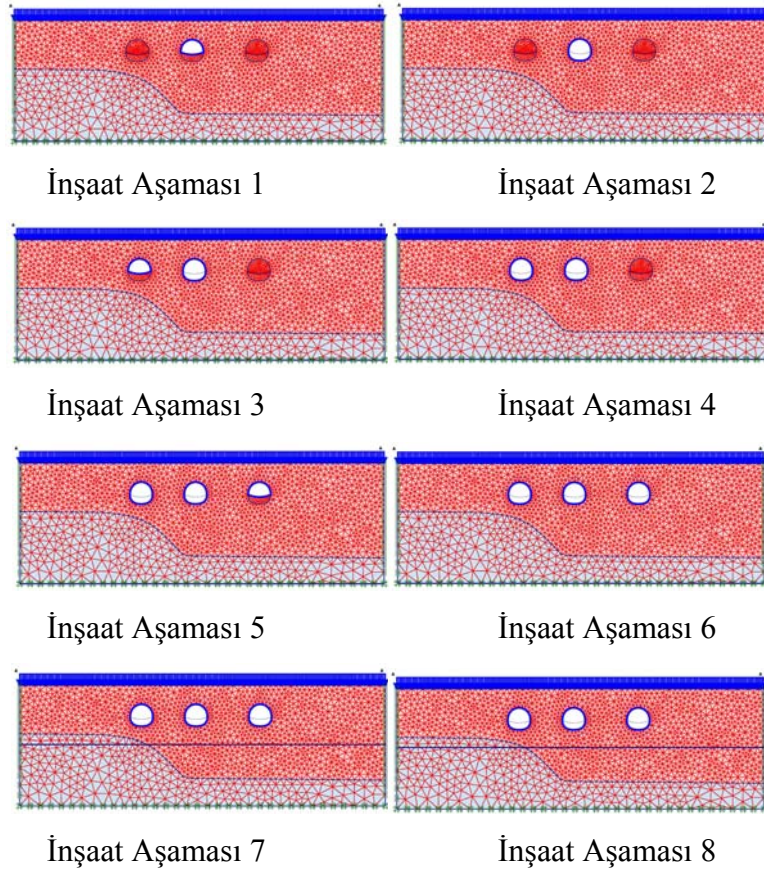 İnşaat Aşaması 1
İnşaat Aşaması 2
İnşaat Aşaması 3
İnşaat Aşaması 4
İnşaat Aşaması 5
İnşaat Aşaması 6
İnşaat Aşaması 7
İnşaat Aşaması 8